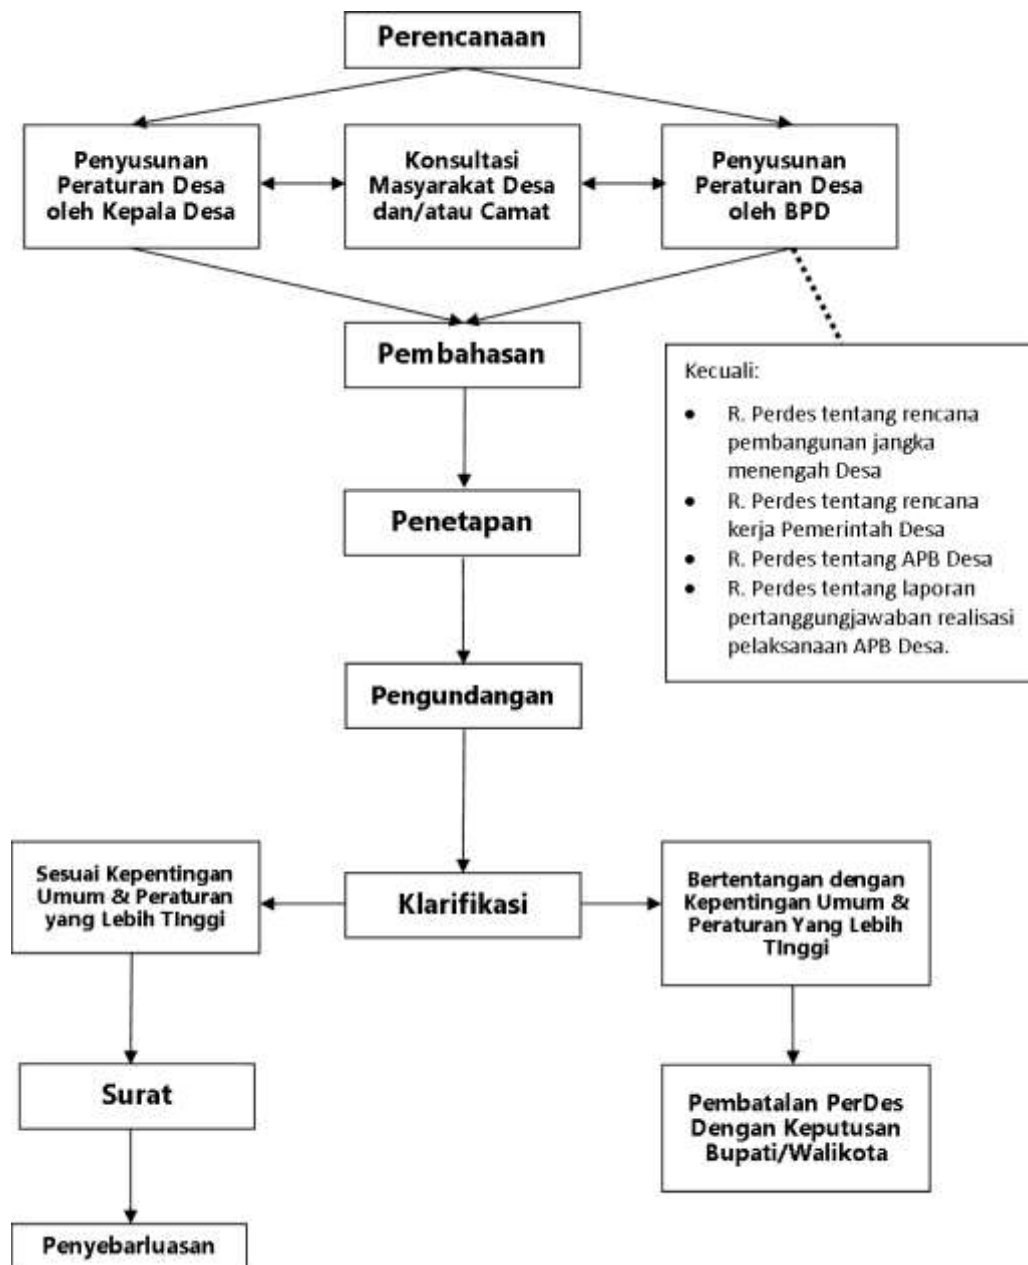 Perencanaan
Penyusunan
Peraturan Desa
oleh Kepala Desa
Konsultasi
Masyarakat Desa
dan/atau Camat
Penyusunan
Peraturan Desa
oleh BPD
Pembahasan
Kecuali:
• R. Perdes tentang rencana
pembangunan jangka
menengah Desa
• R. Perdes tentang rencana
kerja Pemerintah Desa
• R. Perdes tentang APB Desa
• R. Perdes tentang laporan
pertanggungjawaban realisasi
pelaksanaan APB Desa.
Penetapan
Pengundangan
Sesuai Kepentingan
Umum & Peraturan
yang Lebih TInggi
Klarifikasi
Bertentangan dengan
Kepentingan Umum &
Peraturan Yang Lebih
TInggi
Surat
Pembatalan PerDes
Dengan Keputusan
Bupati/Walikota
Penyebarluasan